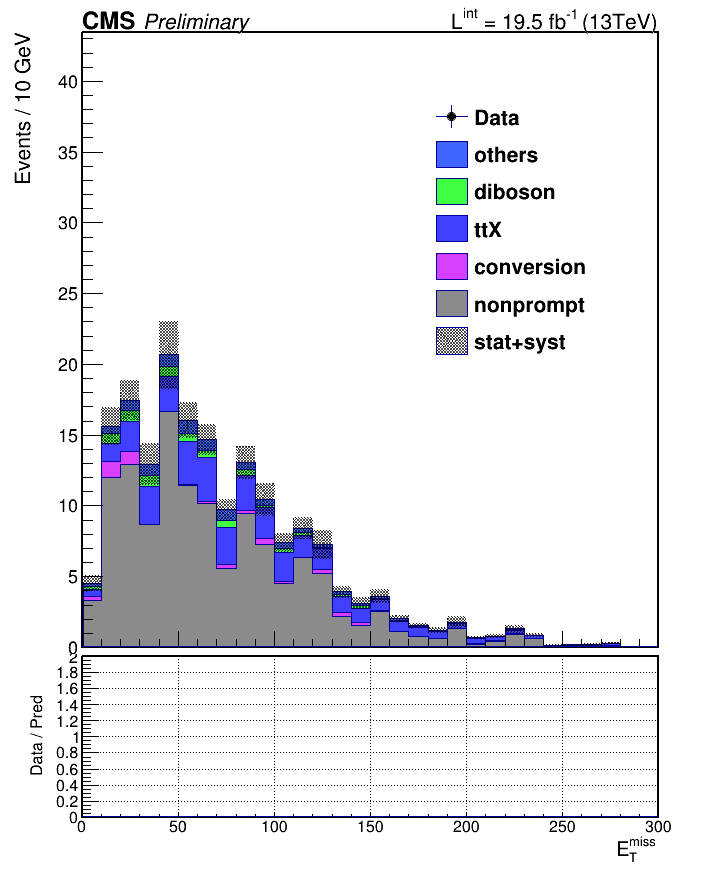 CMS Preliminary
L^int = 19.5 fb^-1 (13TeV)
Events / 10 GeV
40
35
30
25
20
15
10
5
0
Data
others
diboson
ttX
conversion
nonprompt
stat+syst
Data / Pred
2
1.8
1.6
1.4
1.2
1
0.8
0.6
0.4
0.2
0
0 50 100 150 200 250 300
E_T^miss